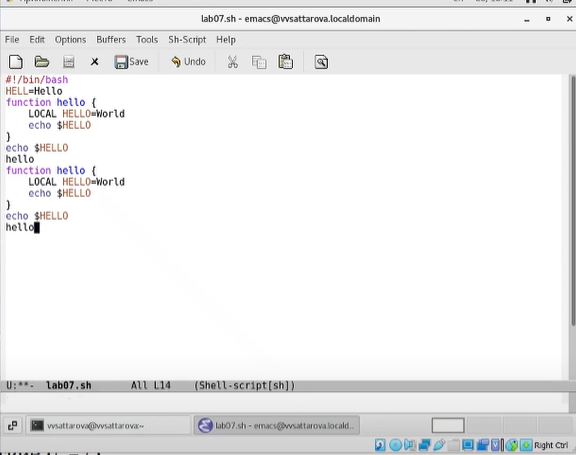 lab07.sh - emacs@vvsattarova.localdomain
File Edit Options Buffers Tools Sh-Script Help
Save Undo
#!/bin/bash
HELL=Hello
function hello {
LOCAL HELLO=World
echo $HELLO
}
echo $HELLO
hello
function hello {
LOCAL HELLO=World
echo $HELLO
}
echo $HELLO
hello
U:**- lab07.sh All L14 (Shell-script[sh])
vvsattarova@vvsattarova:~ lab07.sh - emacs@vvsattarova.locald...
Right Ctrl